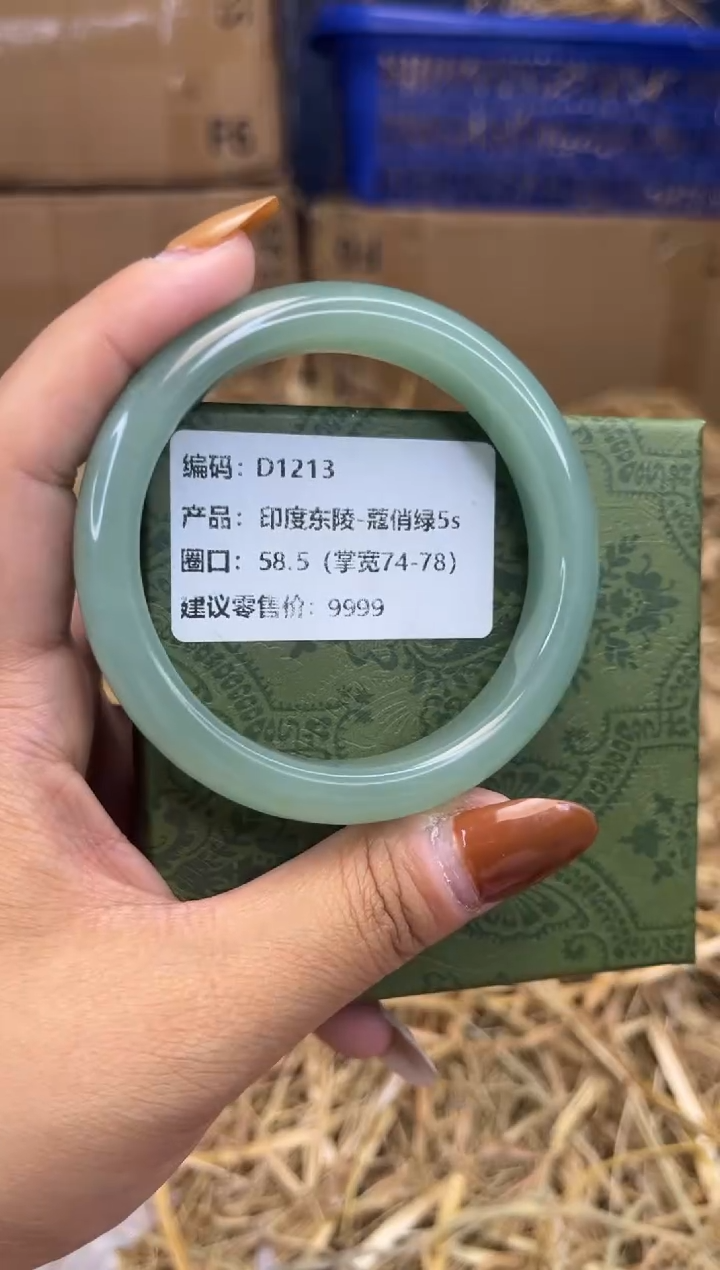 编码：D1213
产品：印度东陵-蔻俏绿5s
圈口：58.5（掌宽74-78）
建议零售价：9999